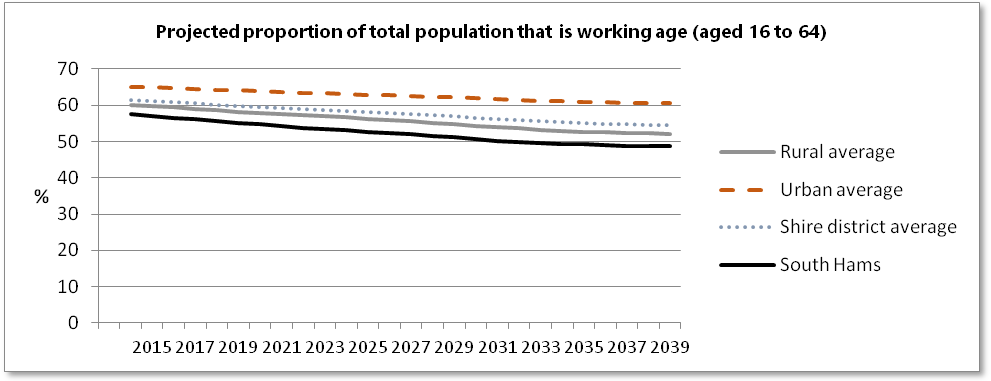 Projected proportion of total population that is working age (aged 16 to 64)
70
60
50
40
%
30
20
10
0
2015 2017 2019 2021 2023 2025 2027 2029 2031 2033 2035 2037 2039
Rural average
Urban average
Shire district average
South Hams